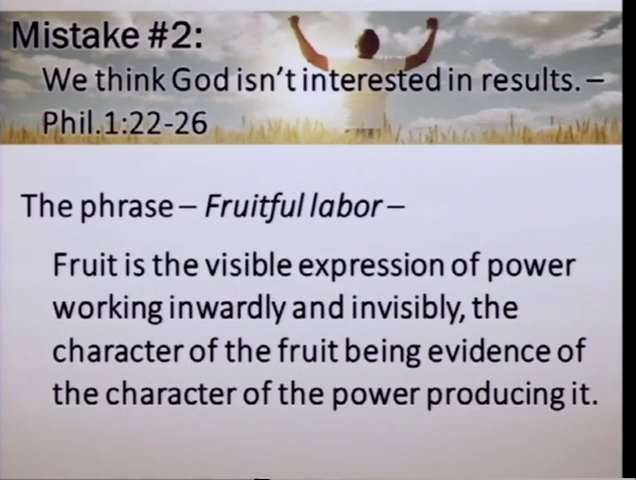 Mistake #2:
We think God isn't interested in results. –
Phil.1:22-26
The phrase – Fruitful labor –
Fruit is the visible expression of power
working inwardly and invisibly, the
character of the fruit being evidence of
the character of the power producing it.